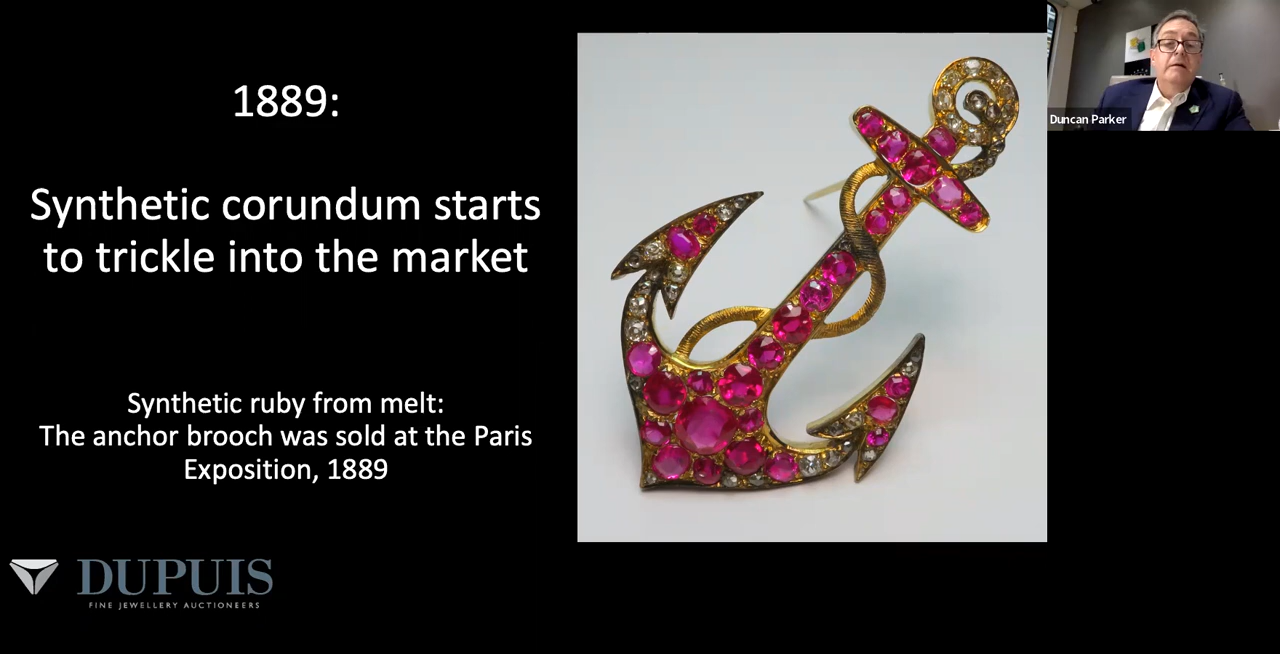 1889:
Synthetic corundum starts
to trickle into the market
Synthetic ruby from melt:
The anchor brooch was sold at the Paris
Exposition, 1889
DUPUIS
FINE JEWELLERY AUCTIONEERS
Duncan Parker